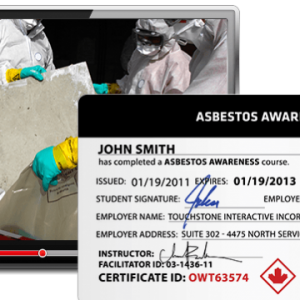 ASBESTOS AWAR
JOHN SMITH
has completed a ASBESTOS AWARENESS course.
ISSUED: 01/19/2011 EXPIRES: 01/19/2013
STUDENT SIGNATURE: EMPLOYE
EMPLOYER NAME: TOUCHSTONE INTERACTIVE INCOR
EMPLOYER ADDRESS: SUITE 302 - 4475 NORTH SERVIC
INSTRUCTOR:
FACILITATOR ID: 03-1436-11
CERTIFICATE ID: OWT63574